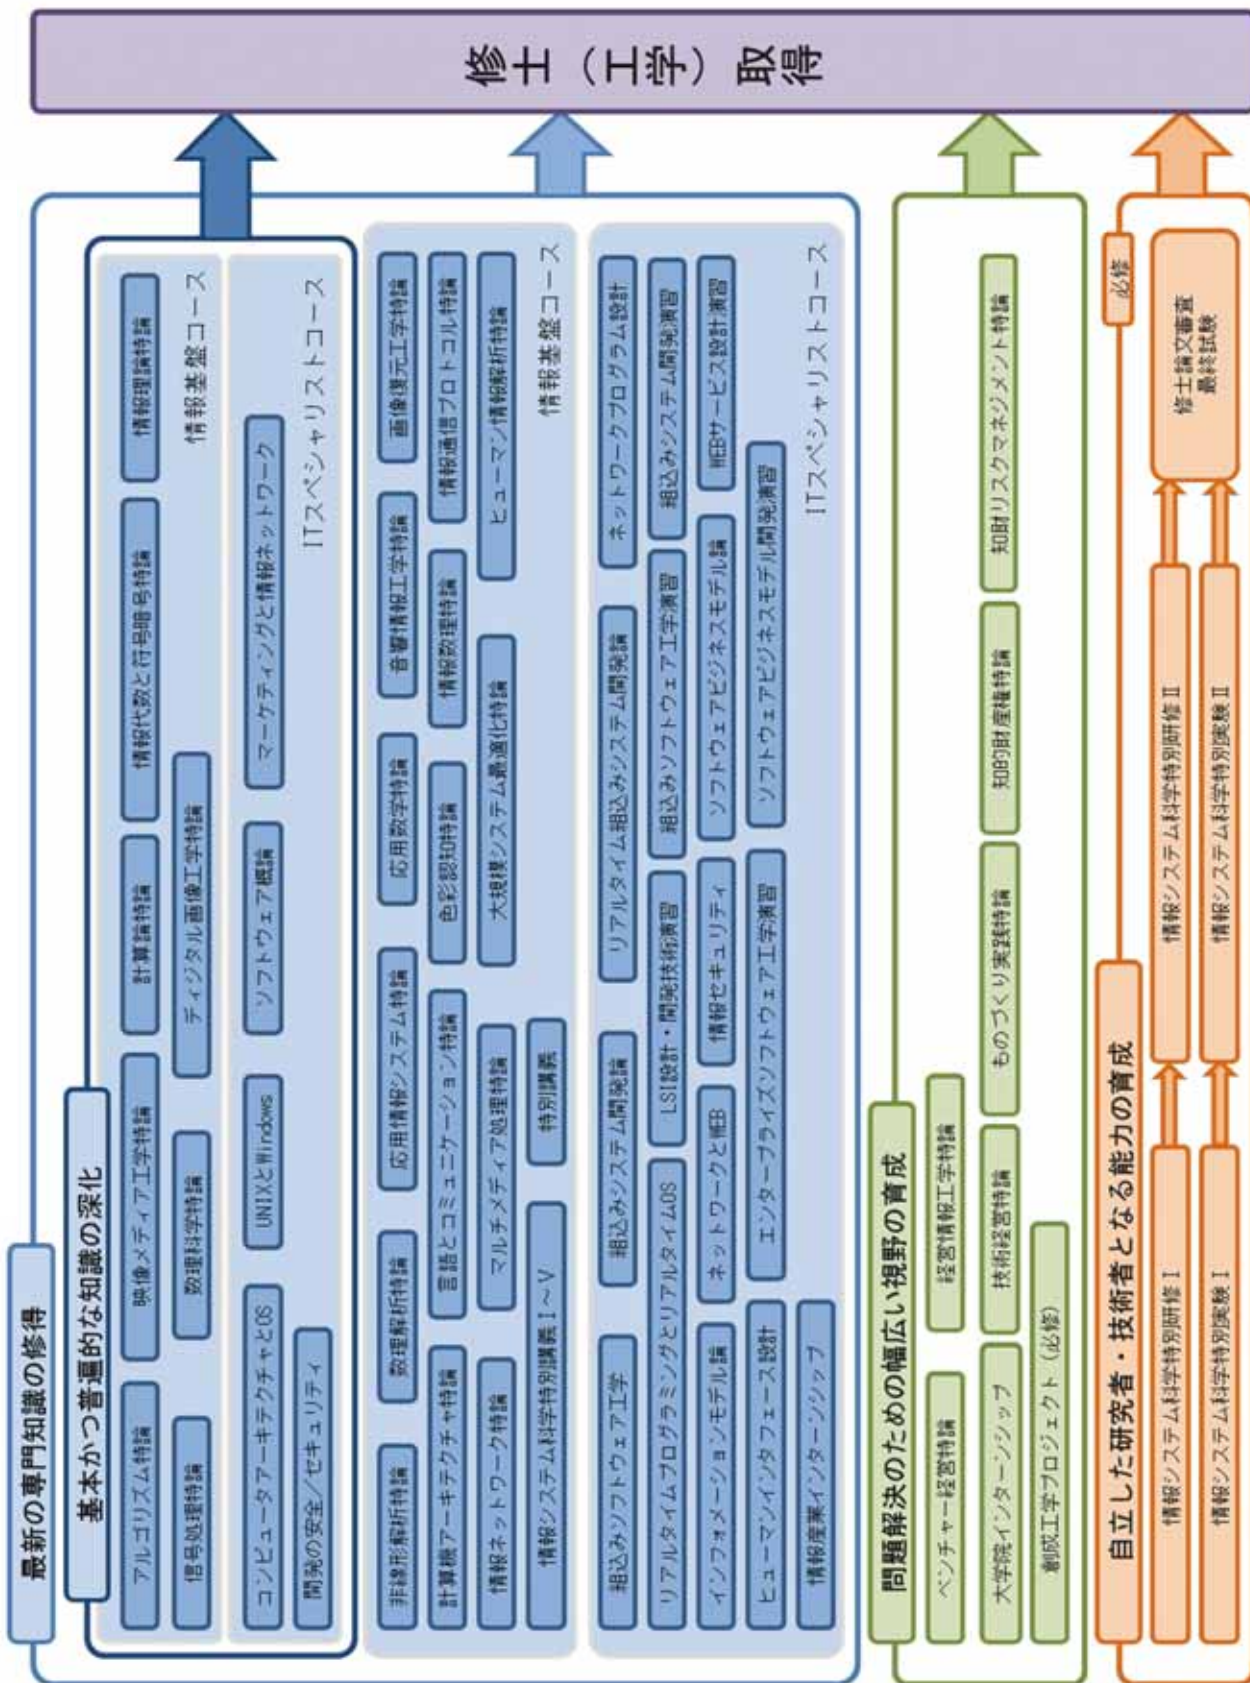 最新の専門知識の修得
基本かつ普遍的な知識の深化
アルゴリズム特論
映像メディア工学特論
計算論特論
情報代数と符号暗号特論
情報理論特論
信号処理特論
数理科学特論
ディジタル画像工学特論
情報基盤コース
コンピュータアーキテクチャとOS
UNIXとWindows
ソフトウェア概論
マーケティングと情報ネットワーク
開発の安全/セキュリティ
ITスペシャリストコース
非線形解析特論
数理解析特論
応用情報システム特論
応用数学特論
音響情報工学特論
画像復元工学特論
計算機アーキテクチャ特論
言語とコミュニケーション特論
色彩認知特論
情報数理特論
情報通信プロトコル特論
情報ネットワーク特論
マルチメディア処理特論
大規模システム最適化特論
ヒューマン情報解析特論
情報システム科学特別講義Ⅰ～Ⅴ
特別講義
情報基盤コース
組込みソフトウェア工学
組込みシステム開発論
リアルタイム組込みシステム開発論
ネットワークプログラム設計
リアルタイムプログラミングとリアルタイムOS
LSI設計・開発技術演習
組込みソフトウェア工学演習
組込みシステム開発演習
インフォメーションモデル論
ネットワークとWEB
情報セキュリティ
ソフトウェアビジネスモデル論
WEBサービス設計演習
ヒューマンインタフェース設計
エンタープライズソフトウェア工学演習
ソフトウェアビジネスモデル開発演習
情報産業インターンシップ
ITスペシャリストコース
問題解決のための幅広い視野の育成
ベンチャー経営特論
経営情報工学特論
大学院インターンシップ
技術経営特論
ものづくり実践特論
知的財産権特論
知財リスクマネジメント特論
創成工学プロジェクト（必修）
自立した研究者・技術者となる能力の育成
必修
情報システム科学特別研修Ⅰ
情報システム科学特別研修Ⅱ
情報システム科学特別実験Ⅰ
情報システム科学特別実験Ⅱ
修士論文審査
最終試験
修士（工学）取得